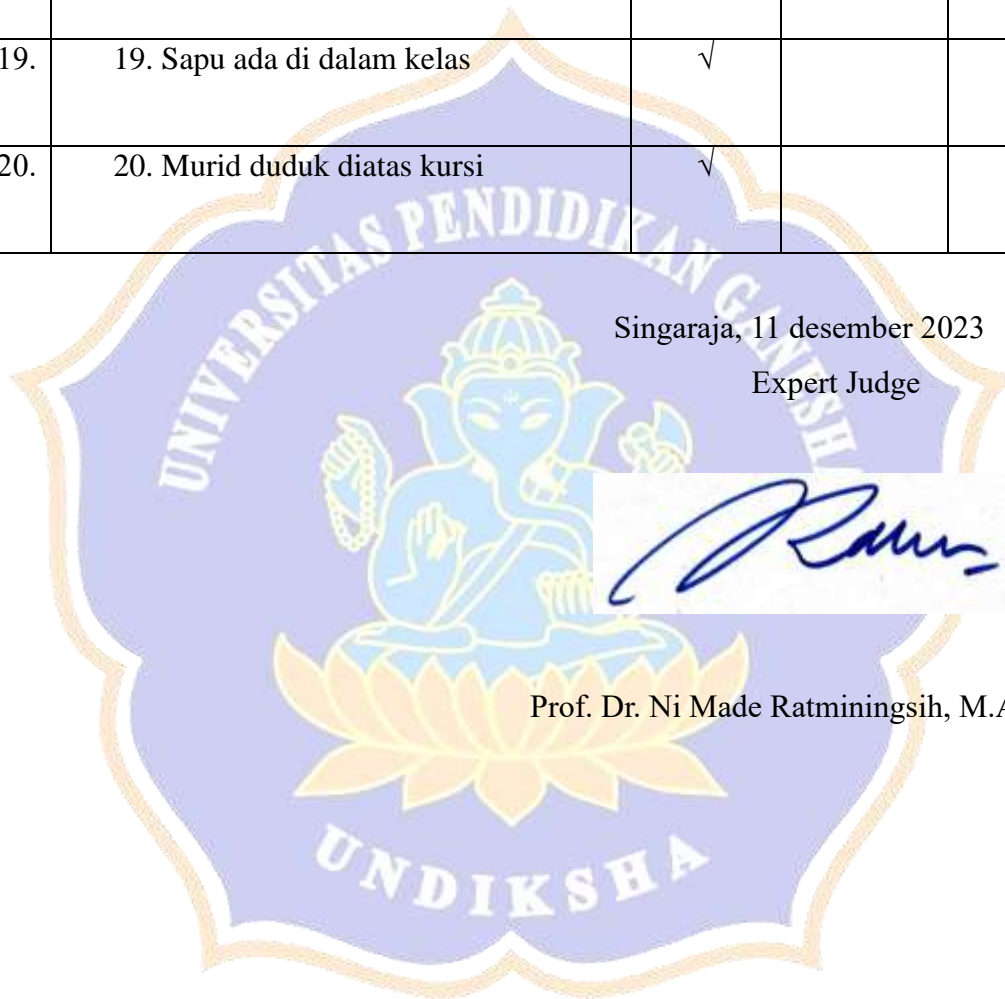 19. 19. Sapu ada di dalam kelas √
20. 20. Murid duduk diatas kursi √
UNIVERSITAS PENDIDIKAN GANESHA
Singaraja, 11 desember 2023
Expert Judge
Prof. Dr. Ni Made Ratminingsih, M.A
UNDIKSHA